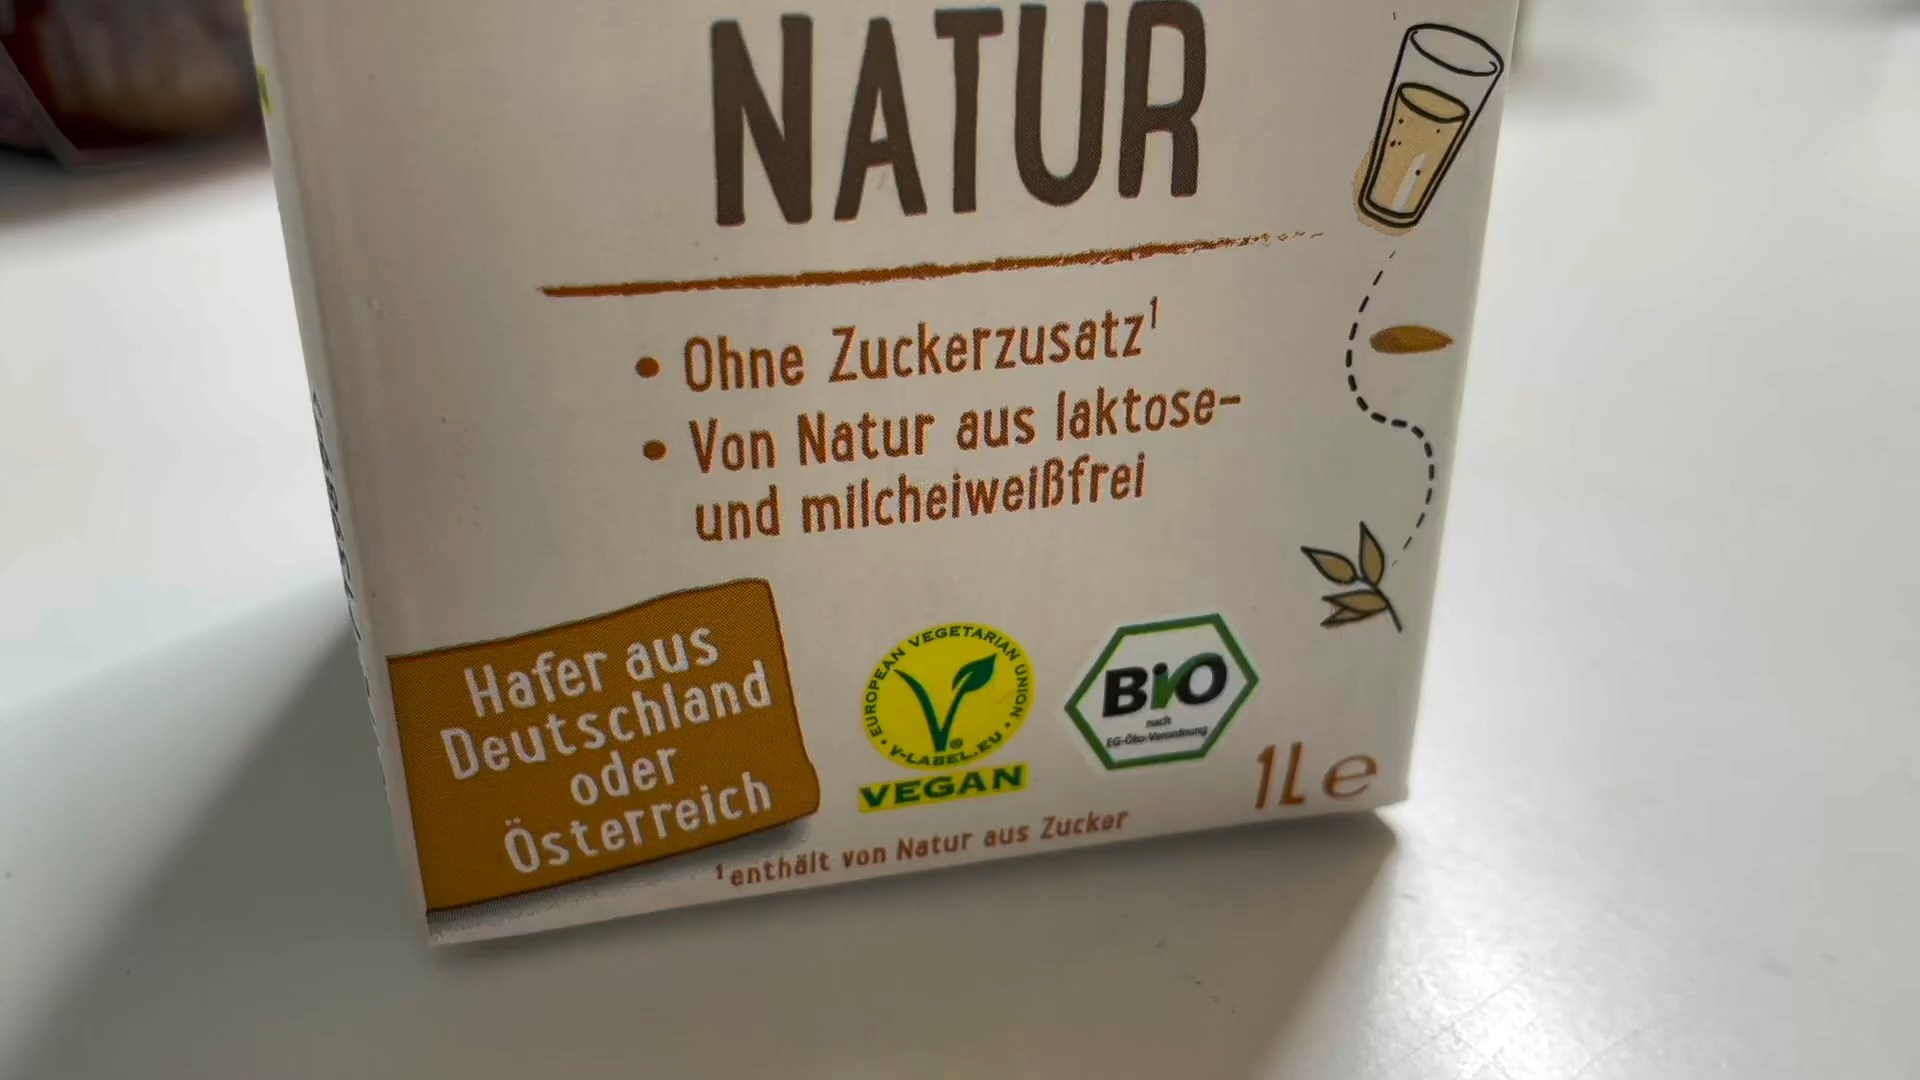 NATUR
• Ohne Zuckerzusatz¹
• Von Natur aus laktose-
und milcheiweißfrei
Hafer aus
Deutschland
oder
Österreich
EUROPEAN VEGETARIAN UNION
• V-LABEL.EU •
®
VEGAN
BiO
nach
EG-Öko-Verordnung
1L e
¹enthält von Natur aus Zucker